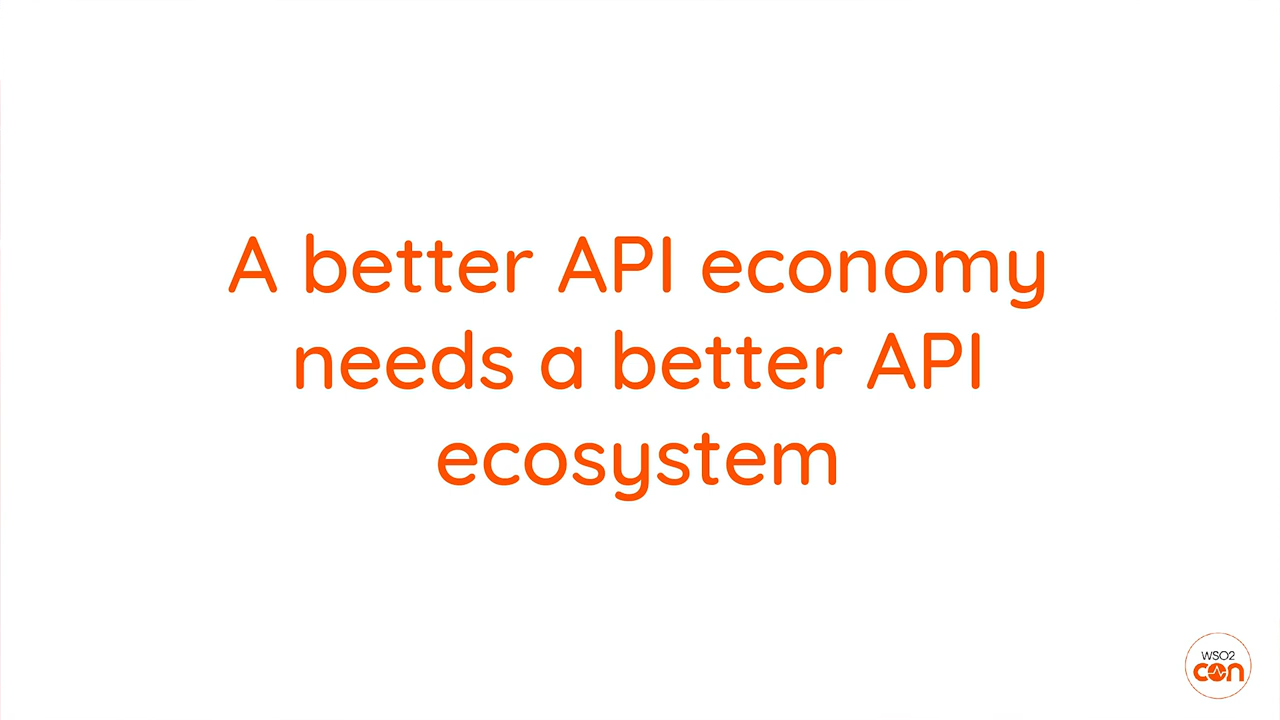 A better API economy
needs a better API
ecosystem
WSO2
con